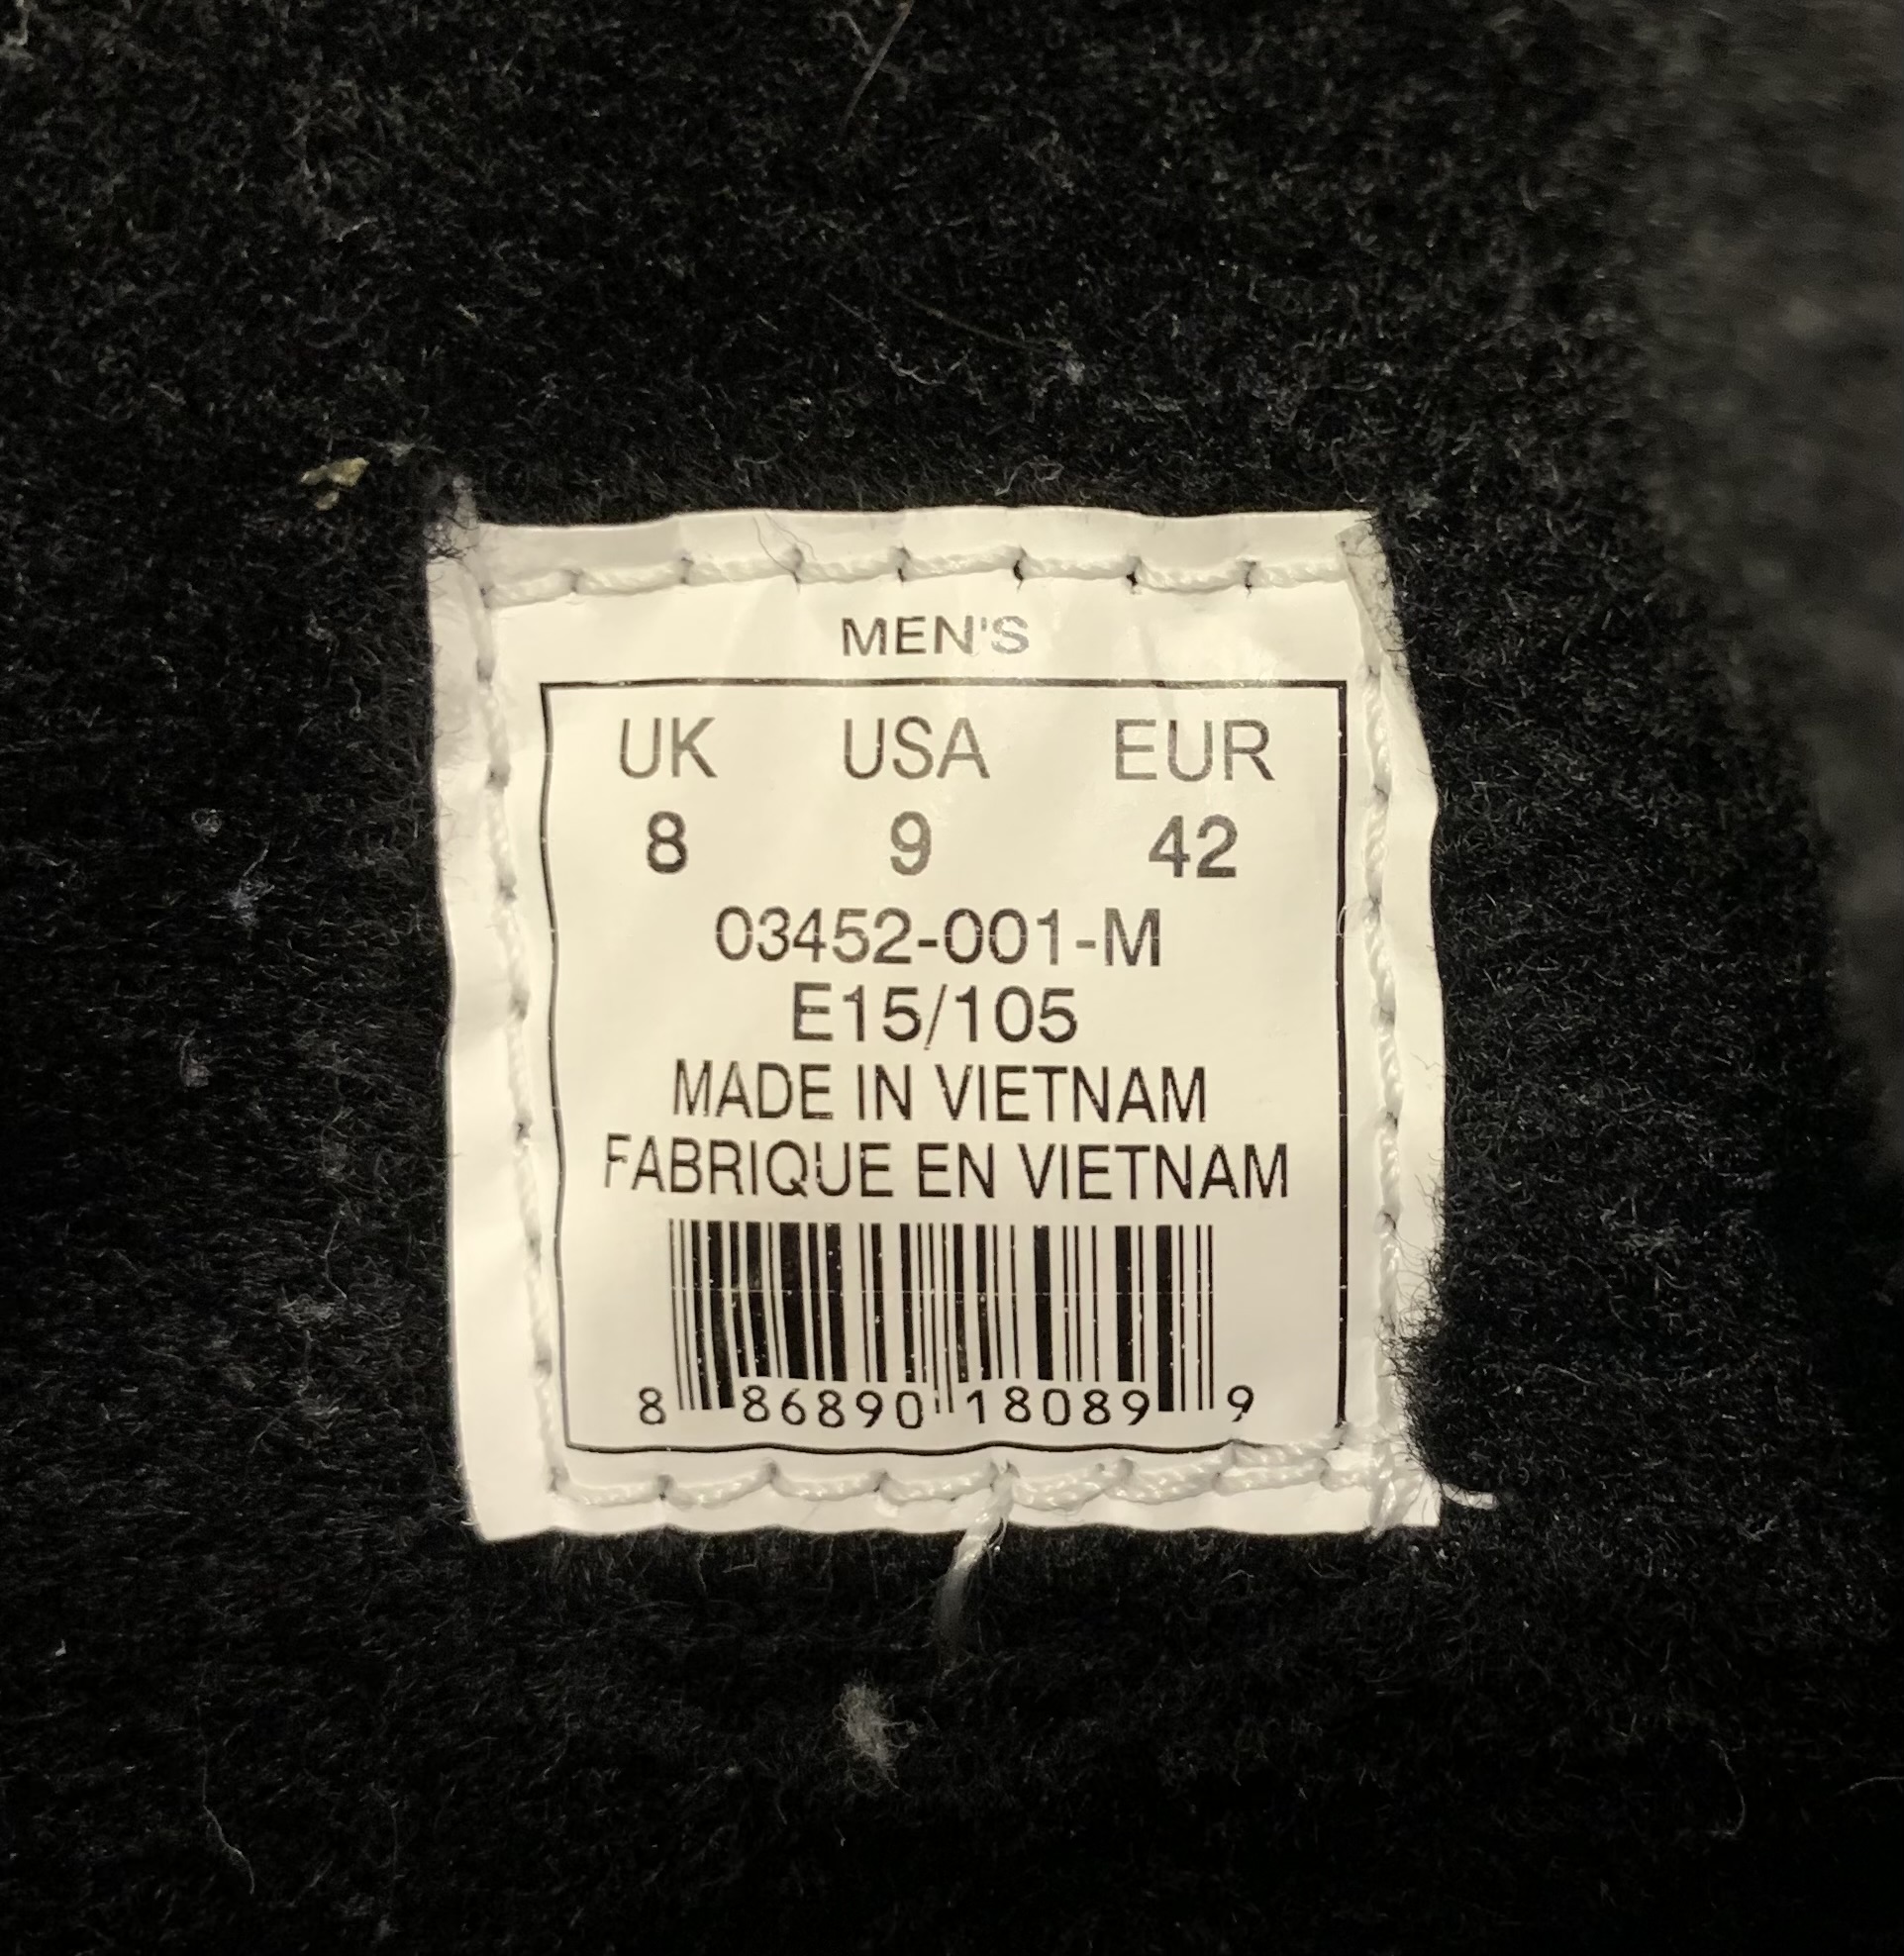 MEN'S
UK USA EUR
8 9 42
03452-001-M
E15/105
MADE IN VIETNAM
FABRIQUE EN VIETNAM
8 86890 18089 9